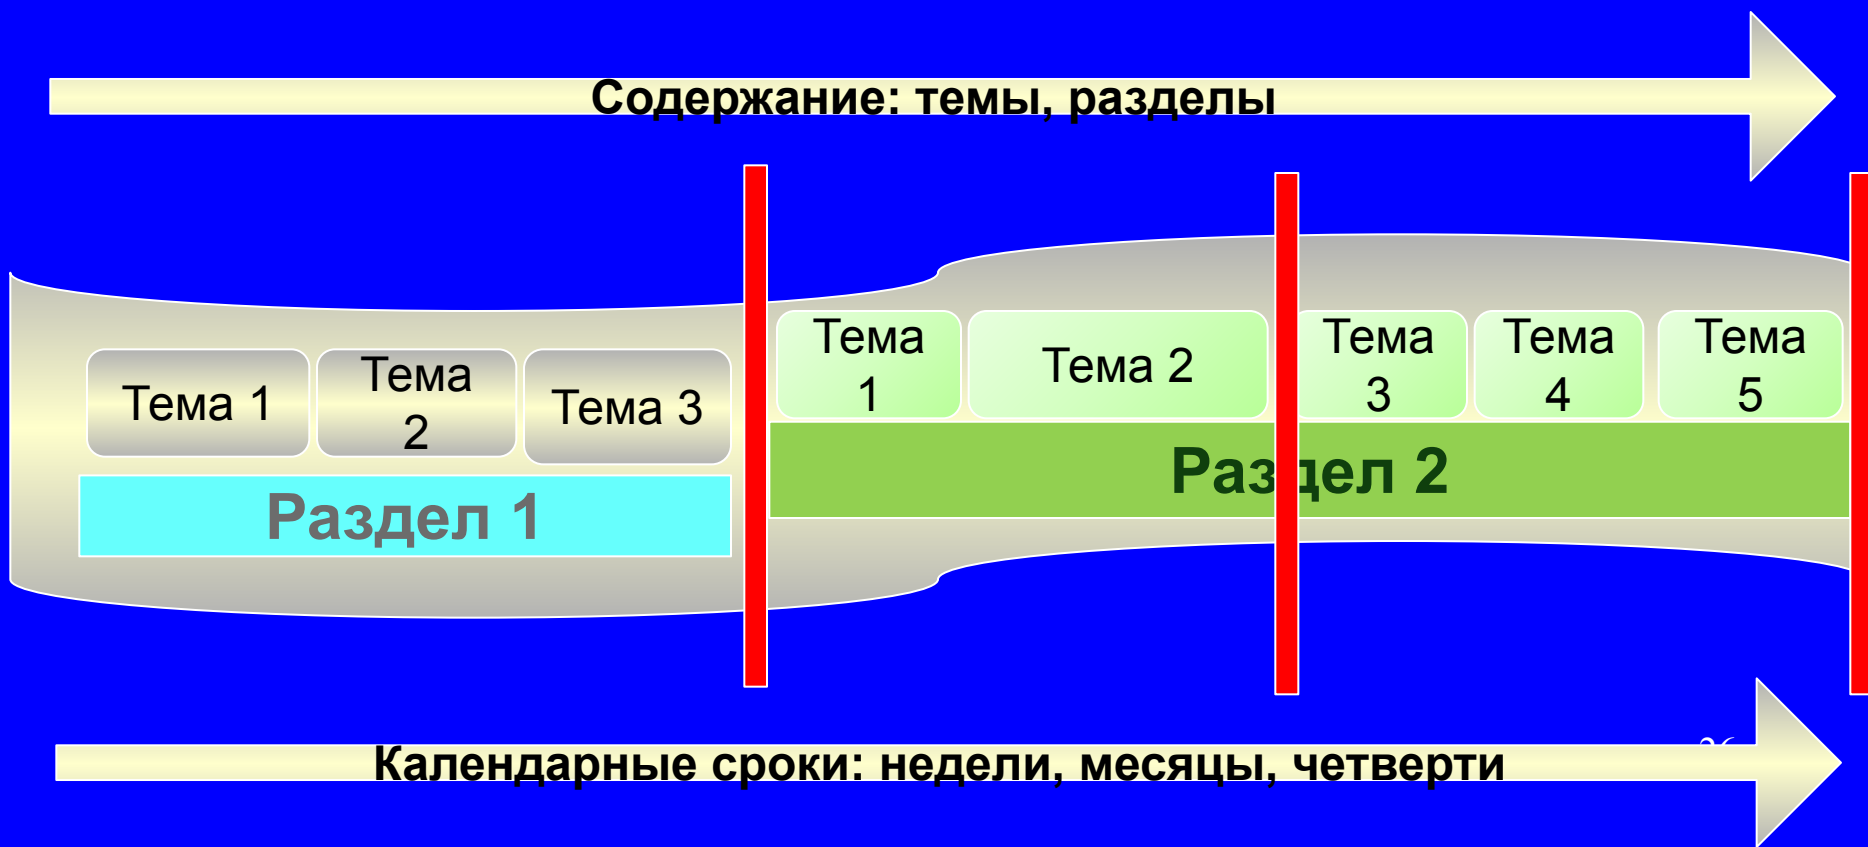 Содержание: темы, разделы
Тема 1
Тема
2
Тема 3
Раздел 1
Тема
1
Тема 2
Тема
3
Тема
4
Тема
5
Раздел 2
Календарные сроки: недели, месяцы, четверти